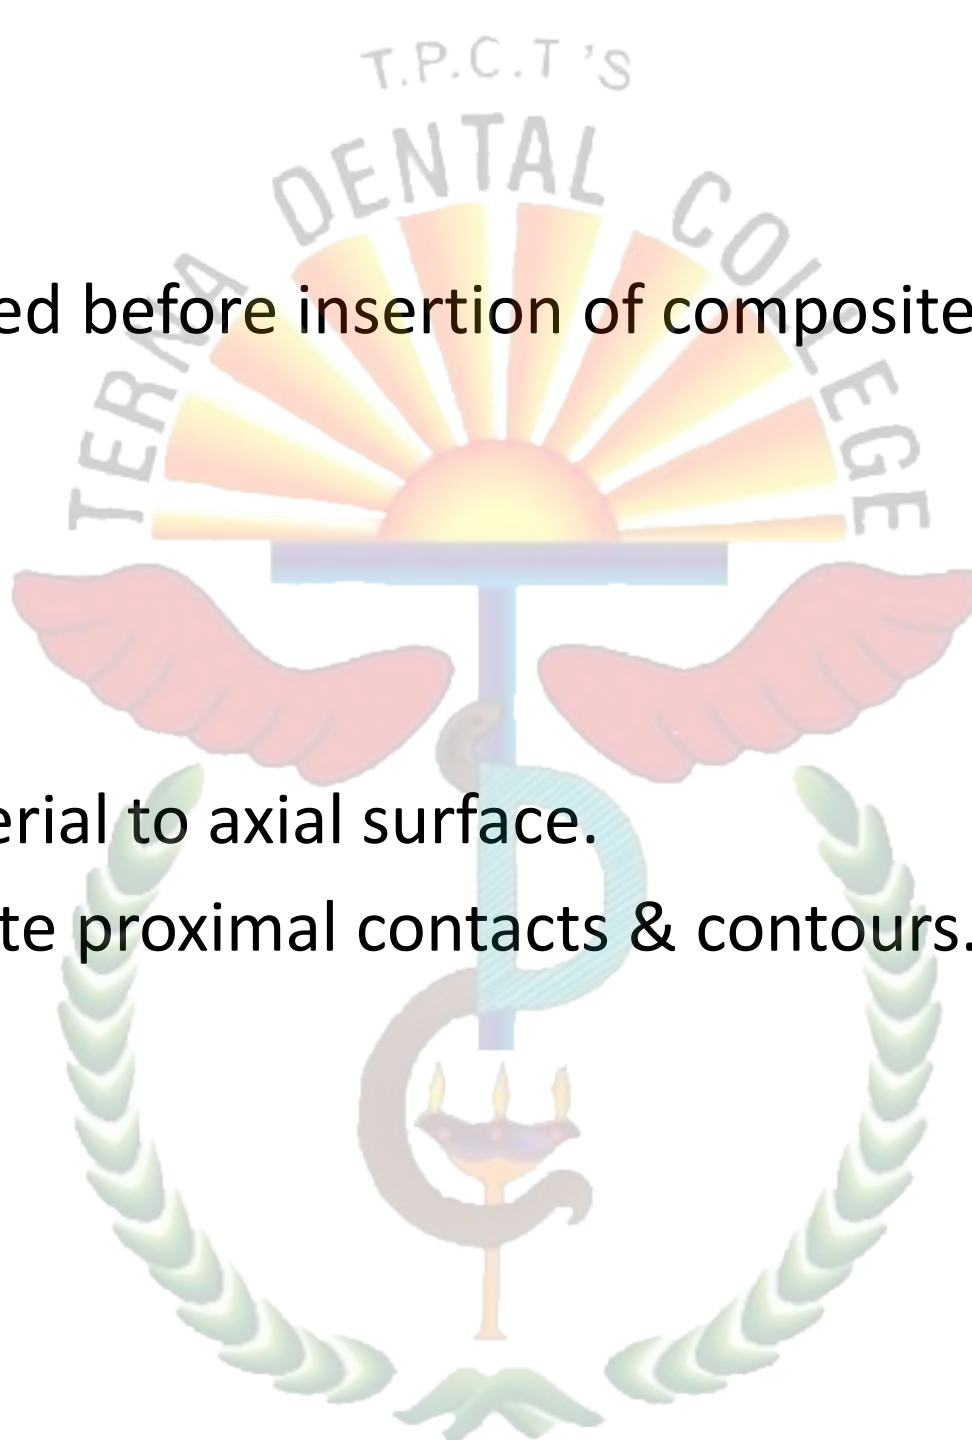 T.P.C.T'S
TERNA DENTAL COLLEGE
ed before insertion of composite
erial to axial surface.
te proximal contacts & contours.